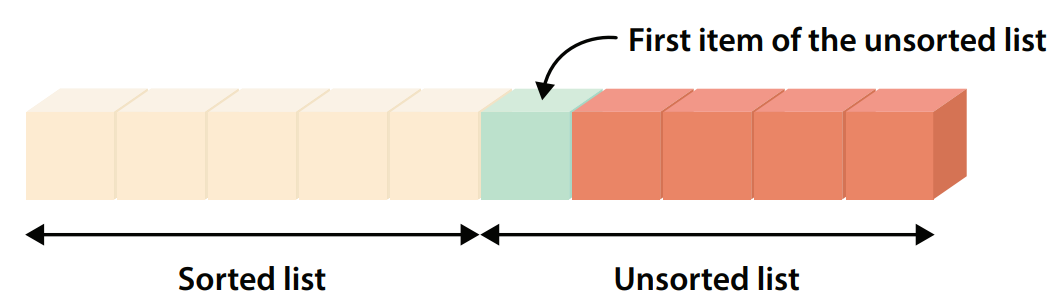 First item of the unsorted list
Sorted list
Unsorted list